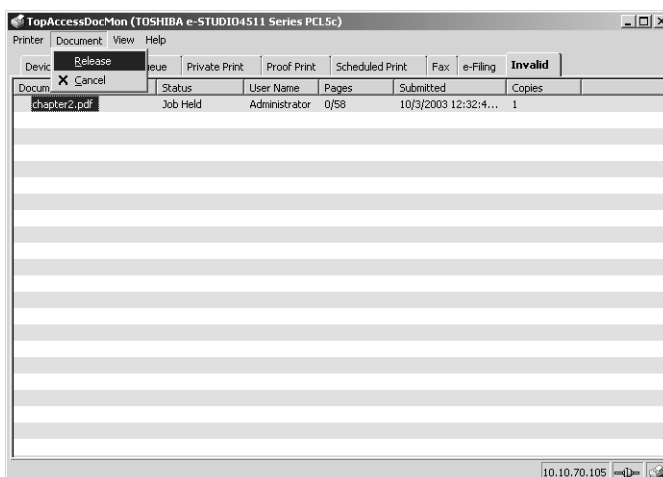 TopAccessDocMon (TOSHIBA e-STUDIO4511 Series PCL5c)
Printer Document View Help
Release
Cancel
Devic eue Private Print Proof Print Scheduled Print Fax e-Filing Invalid
Docum Status User Name Pages Submitted Copies
chapter2.pdf Job Held Administrator 0/58 10/3/2003 12:32:4... 1
10.10.70.105